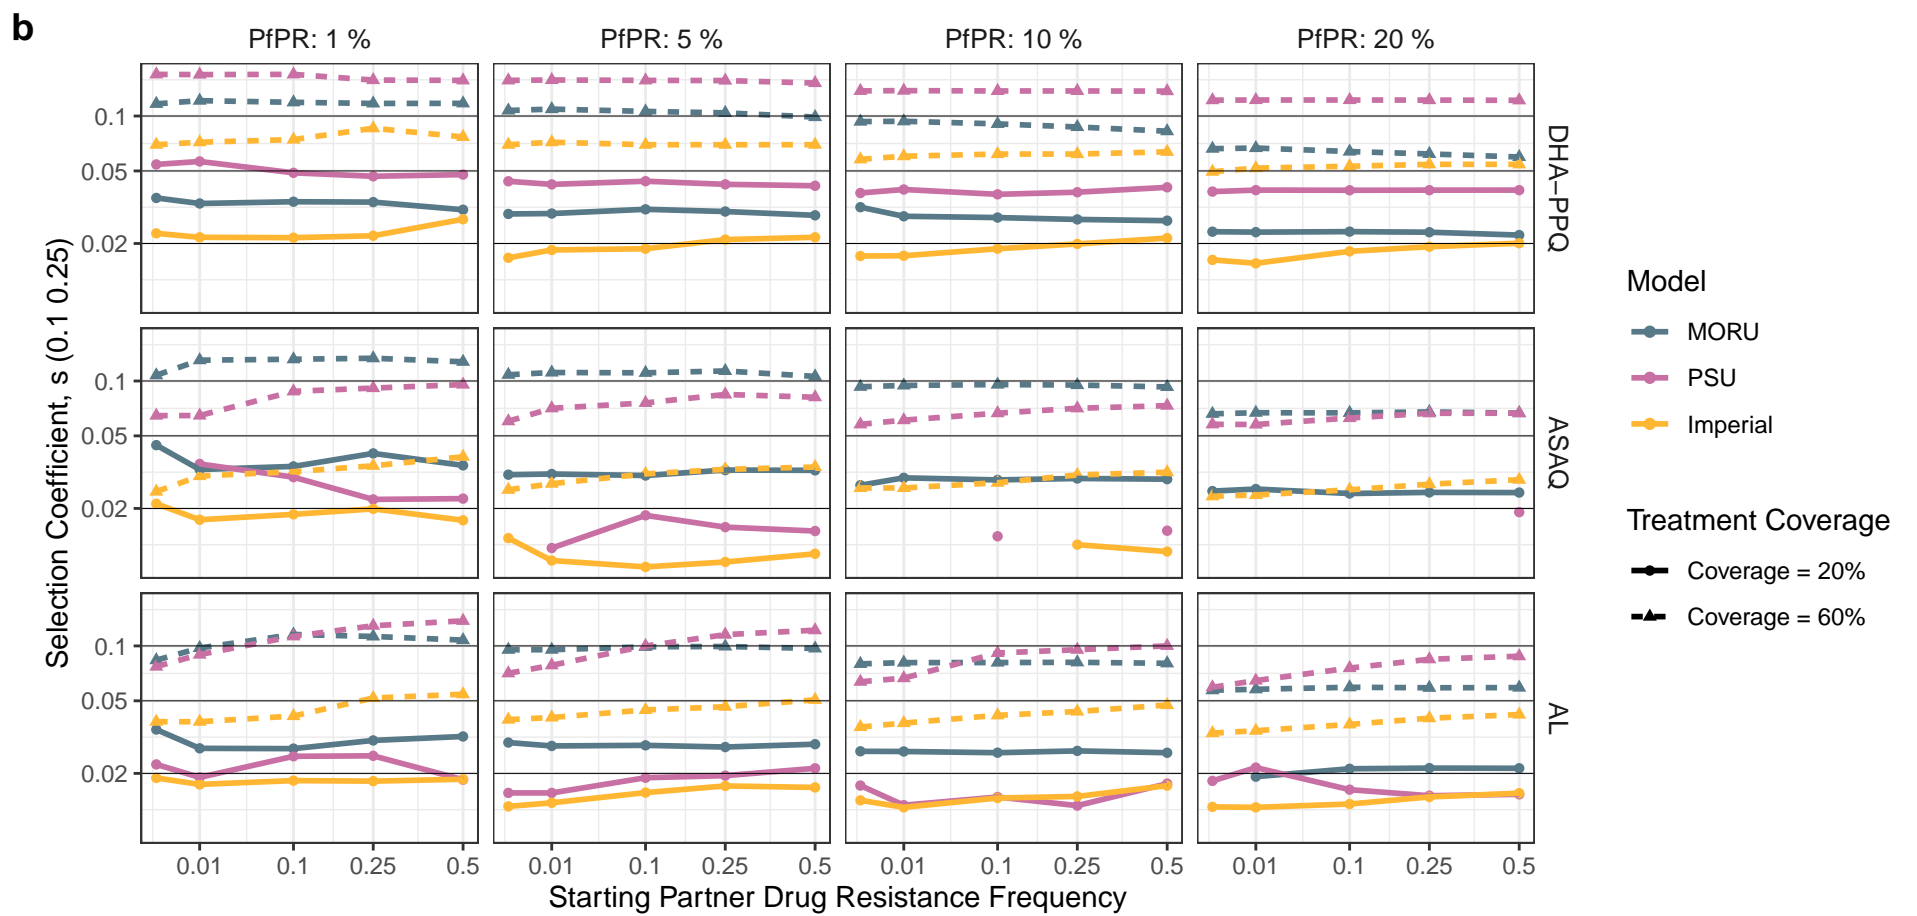 b
PfPR: 1 %
PfPR: 5 %
PfPR: 10 %
PfPR: 20 %
Selection Coefficient, s (0.1 0.25)
0.1
0.05
0.02
DHA−PPQ
0.1
0.05
0.02
ASAQ
0.1
0.05
0.02
AL
0.01 0.1 0.25 0.5
0.01 0.1 0.25 0.5
0.01 0.1 0.25 0.5
0.01 0.1 0.25 0.5
Starting Partner Drug Resistance Frequency
Model
MORU
PSU
Imperial
Treatment Coverage
Coverage = 20%
Coverage = 60%